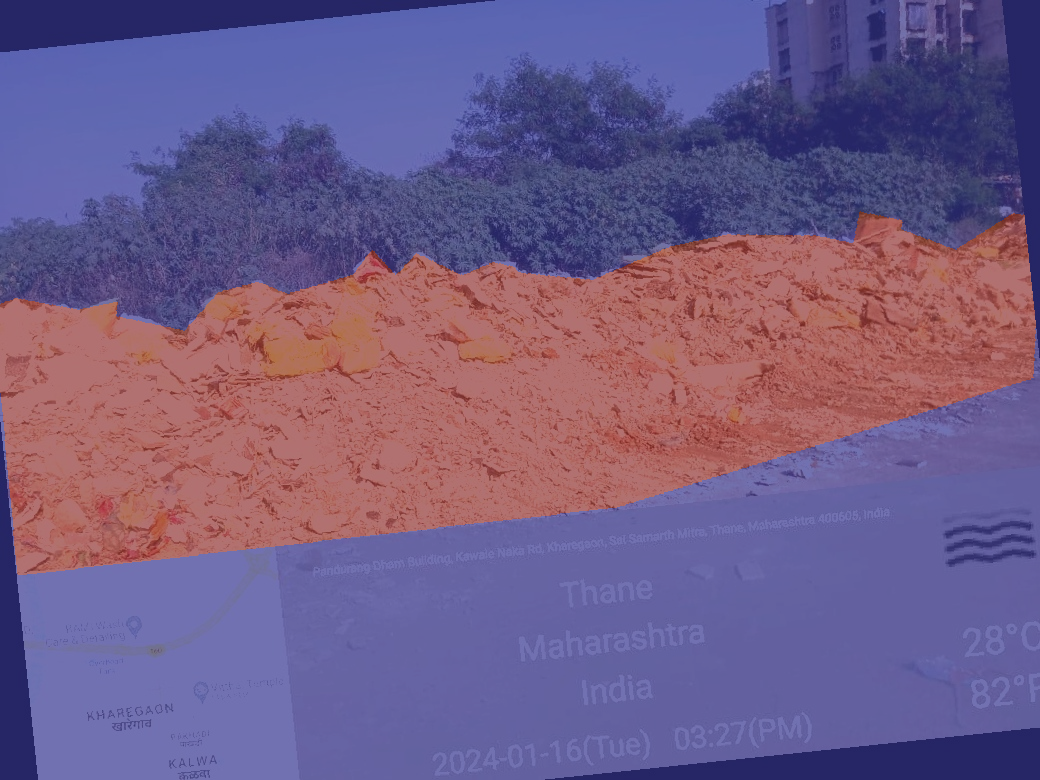 Pandurang Dham Building, Kawale Naka Rd, Kharegaon, Sai Samarth Mitra, Thane, Maharashtra 400605, India
Thane
Maharashtra
India
28°C
82°F
2024-01-16(Tue) 03:27(PM)
KHAREGAON
खारेगाव
KALWA
कळवा